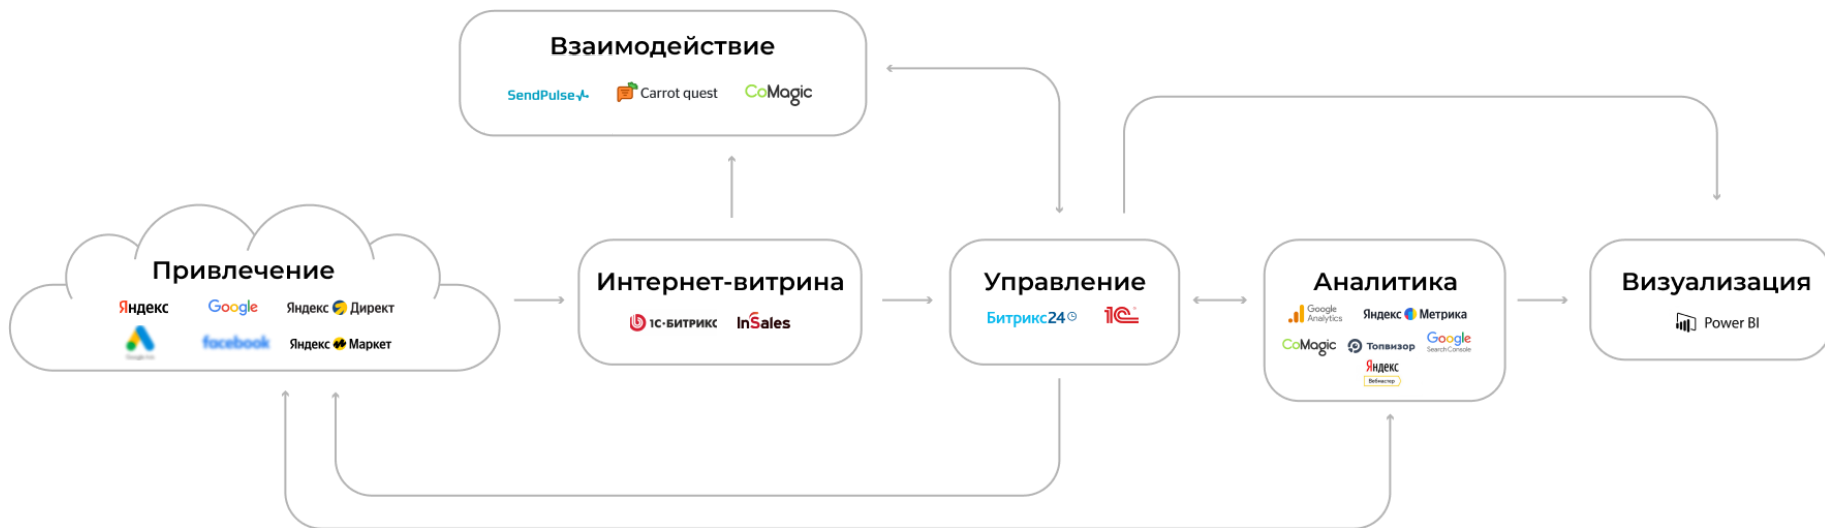 Взаимодействие
SendPulse Carrot quest CoMagic
Привлечение
Яндекс Google Яндекс Директ
facebook Яндекс Маркет
Интернет-витрина
1С-БИТРИКС InSales
Управление
Битрикс24 1С
Аналитика
Google Analytics Яндекс Метрика
CoMagic Топвизор Google Search Console
Яндекс
Вебмастер
Визуализация
Power BI